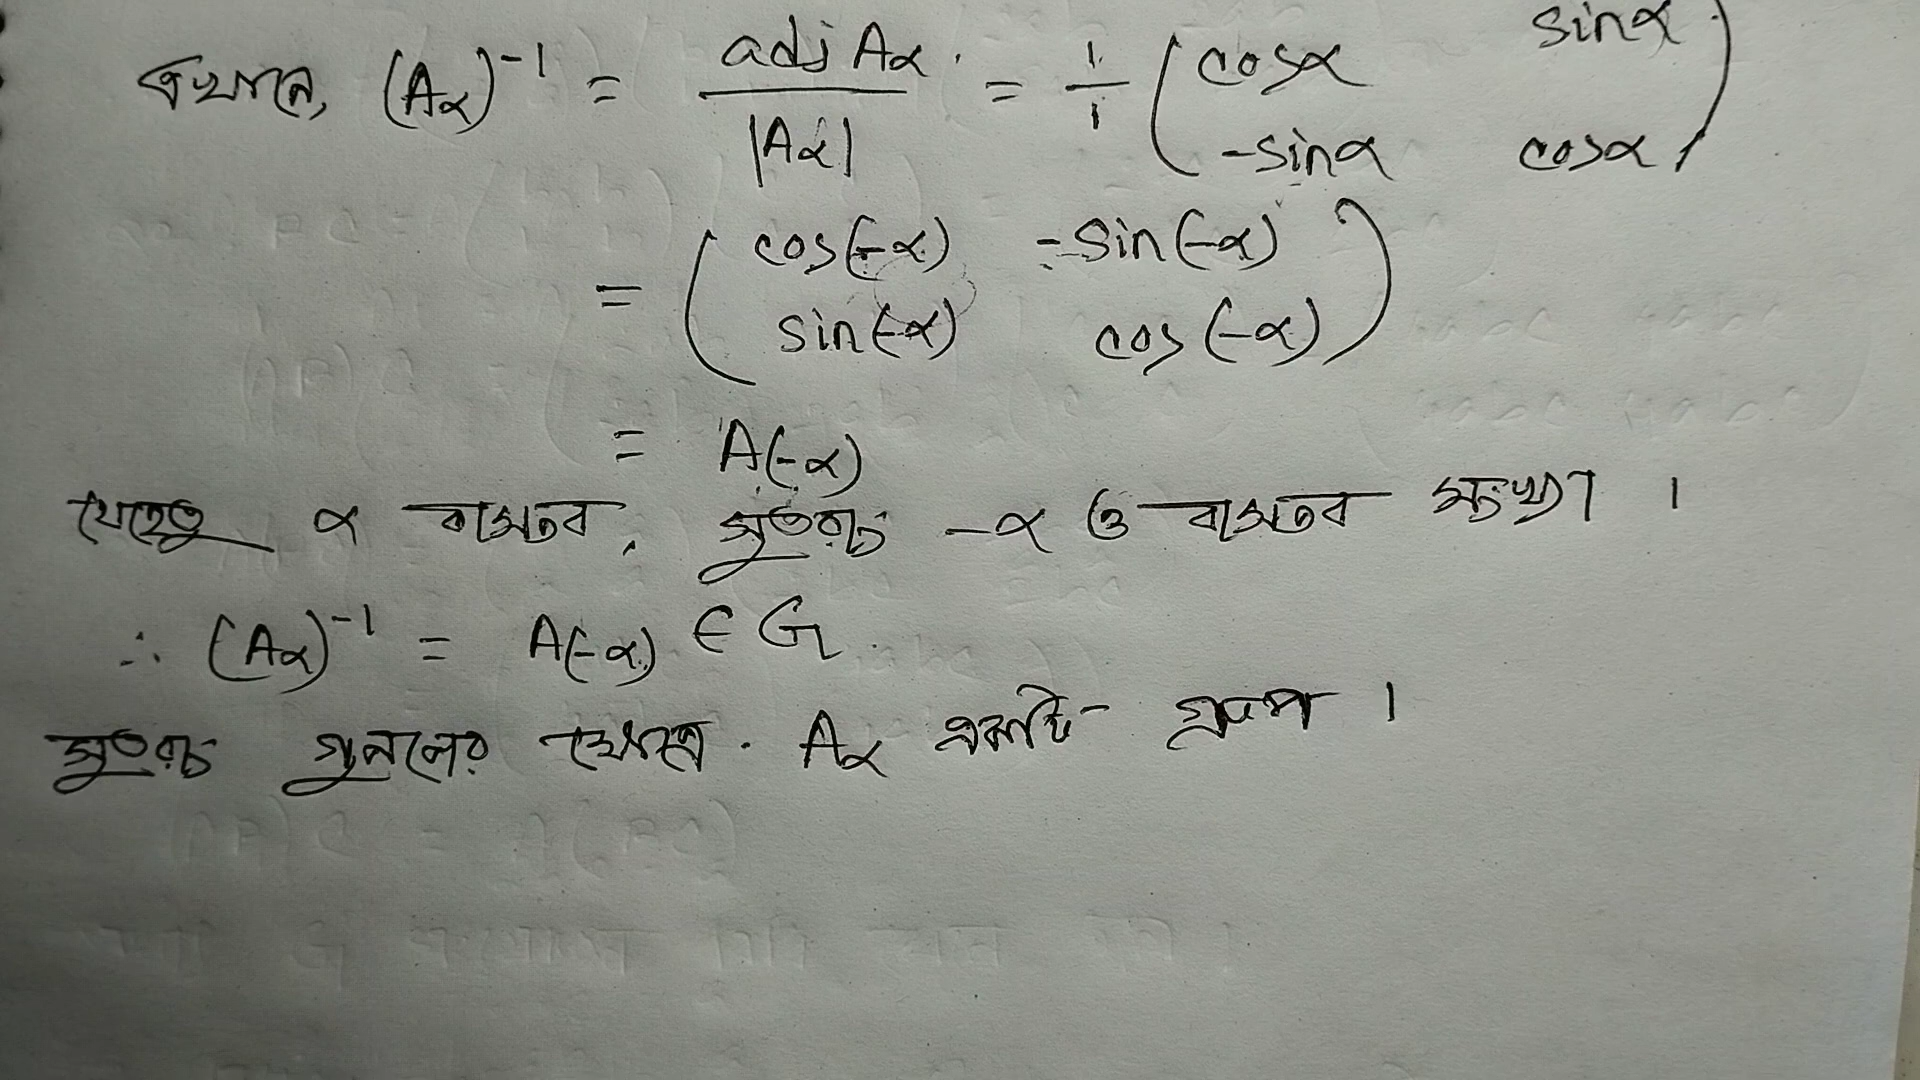 এখানে, (Aα)⁻¹ = adj Aα / |Aα| = 1/1 ( cosα sinα
-sinα cosα )
= ( cos(-α) -sin(-α)
sin(-α) cos(-α) )
= A(-α)
যেহেতু α বাস্তব, সুতরাং -α ও বাস্তব সংখ্যা ।
∴ (Aα)⁻¹ = A(-α) ∈ G.
সুতরাং গুননের ক্ষেত্রে. Aα একটি গ্রুপ ।